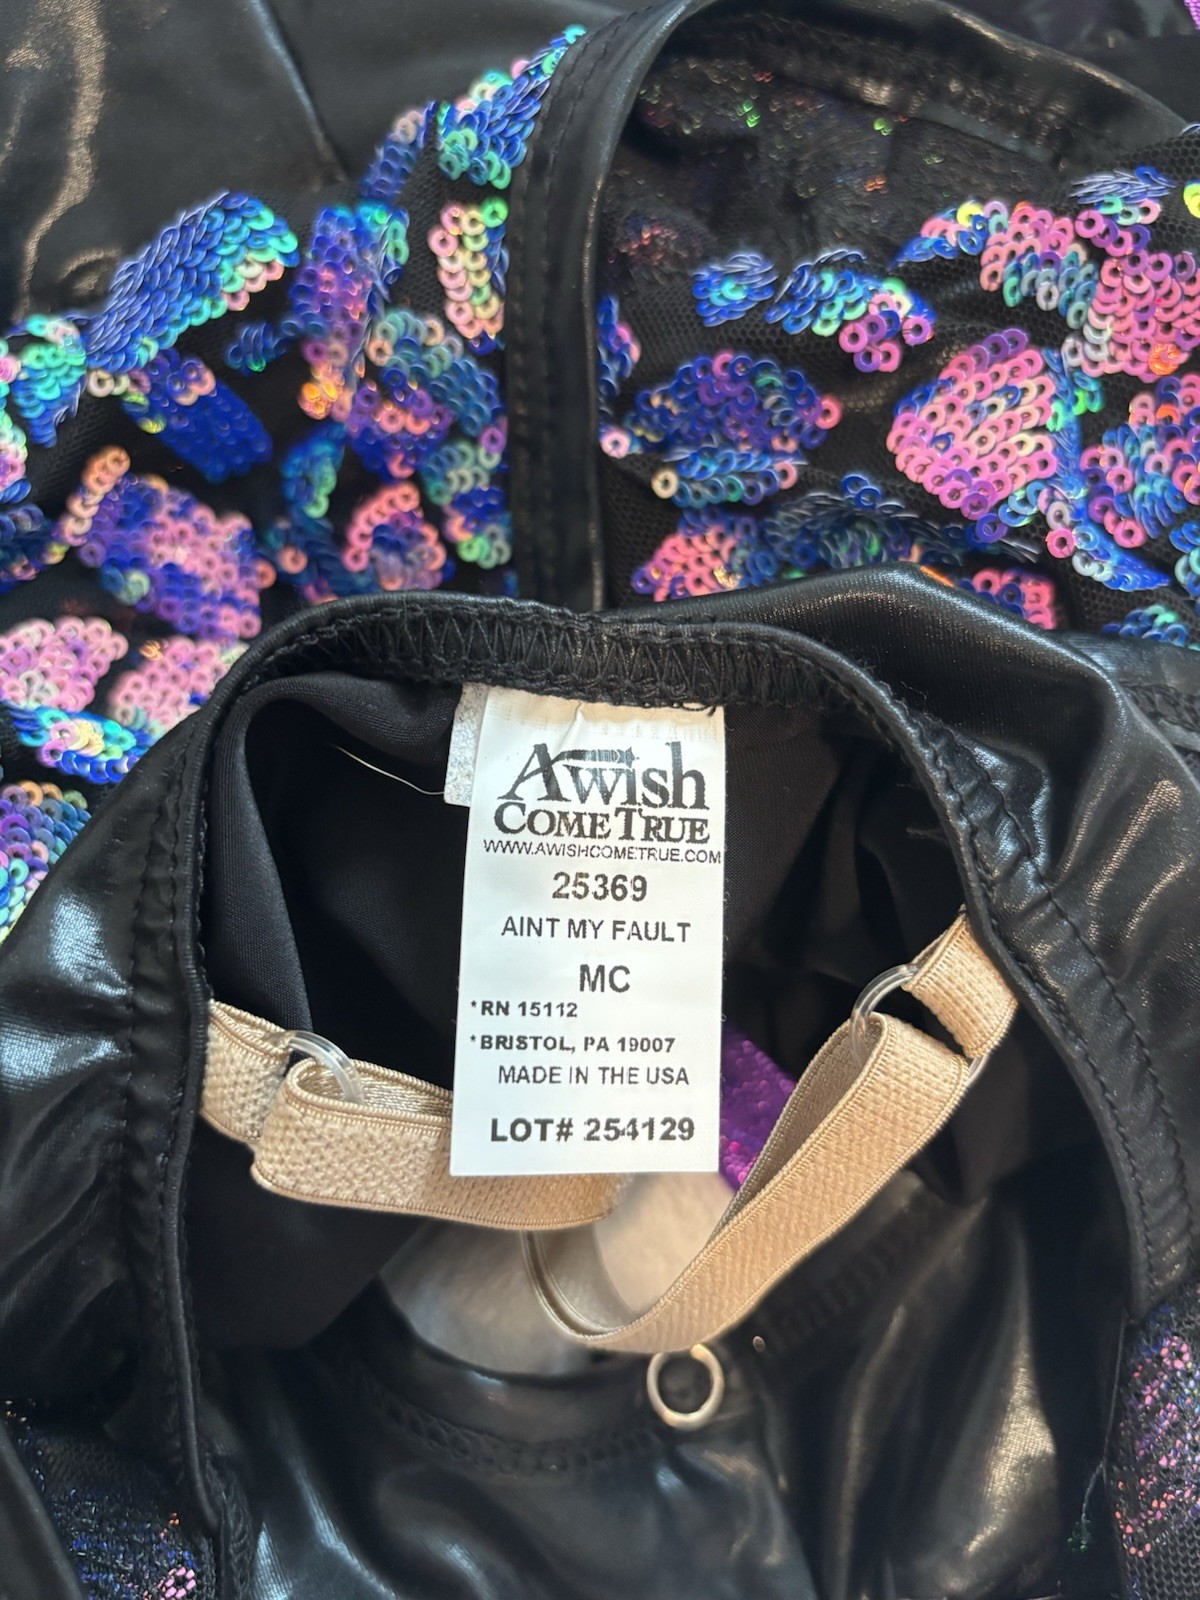 A wish
COME TRUE
WWW.AWISHCOMETRUE.COM
25369
AINT MY FAULT
MC
*RN 15112
*BRISTOL, PA 19007
MADE IN THE USA
LOT# 254129